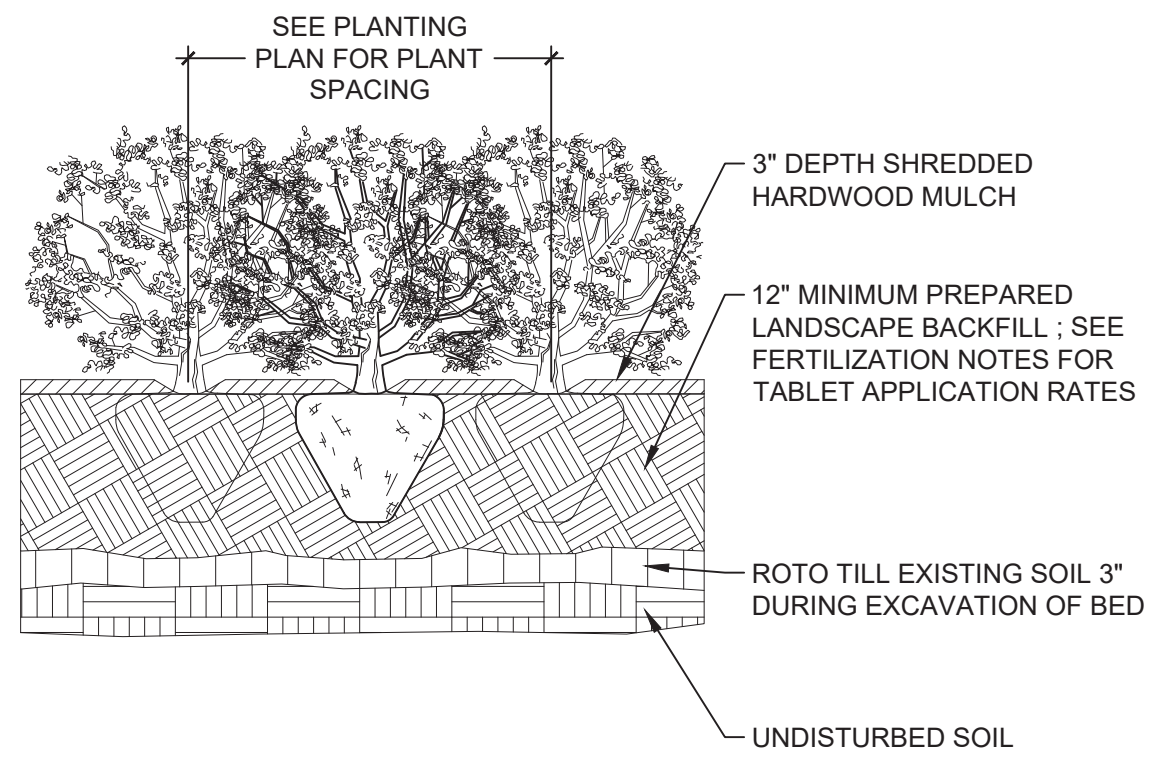 SEE PLANTING
PLAN FOR PLANT
SPACING
3" DEPTH SHREDDED
HARDWOOD MULCH
12" MINIMUM PREPARED
LANDSCAPE BACKFILL ; SEE
FERTILIZATION NOTES FOR
TABLET APPLICATION RATES
ROTO TILL EXISTING SOIL 3"
DURING EXCAVATION OF BED
UNDISTURBED SOIL